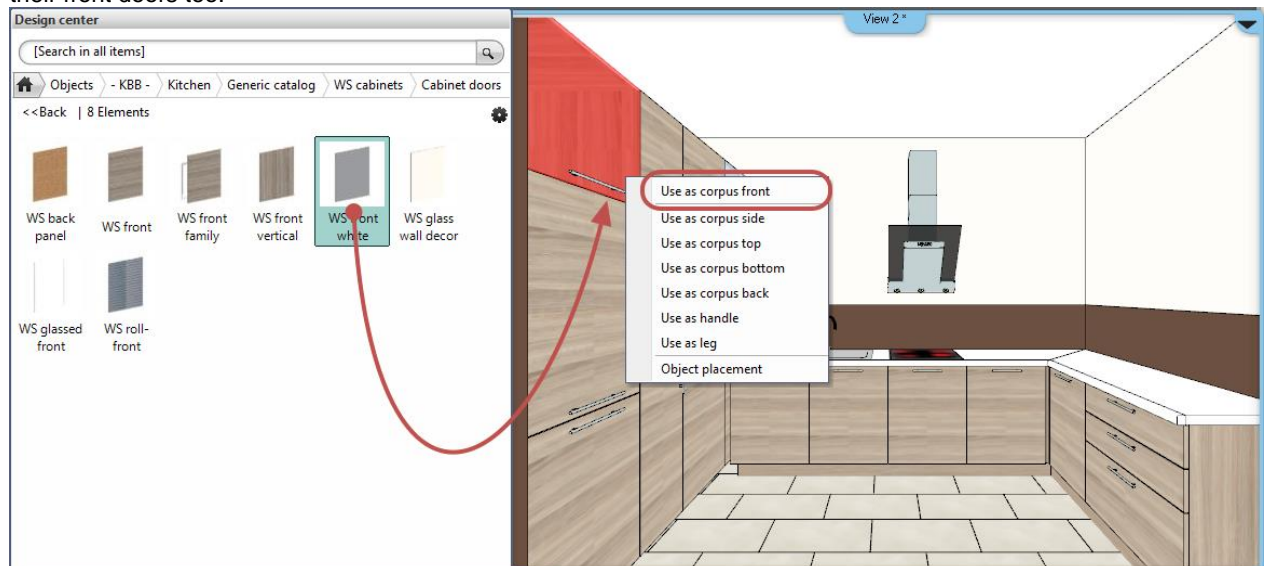 their front doors too.
Design center
[Search in all items]
Objects - KBB - Kitchen Generic catalog WS cabinets Cabinet doors
<<Back | 8 Elements
WS back
panel
WS front
WS front
family
WS front
vertical
WS front
white
WS glass
wall decor
WS glassed
front
WS roll-
front
View 2 *
Use as corpus front
Use as corpus side
Use as corpus top
Use as corpus bottom
Use as corpus back
Use as handle
Use as leg
Object placement